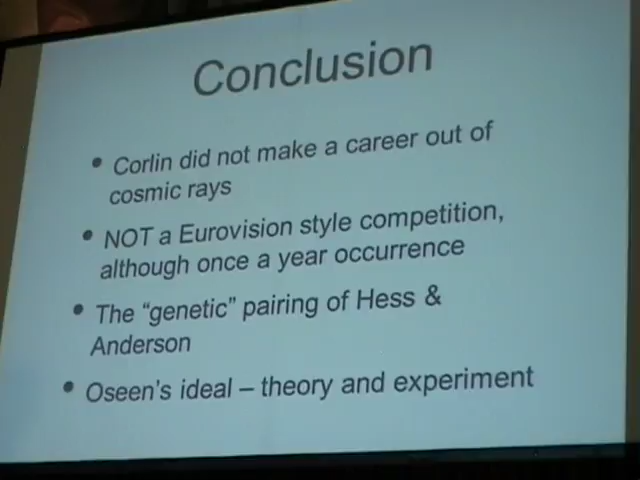 Conclusion
• Corlin did not make a career out of
cosmic rays
• NOT a Eurovision style competition,
although once a year occurrence
• The “genetic” pairing of Hess &
Anderson
• Oseen's ideal – theory and experiment